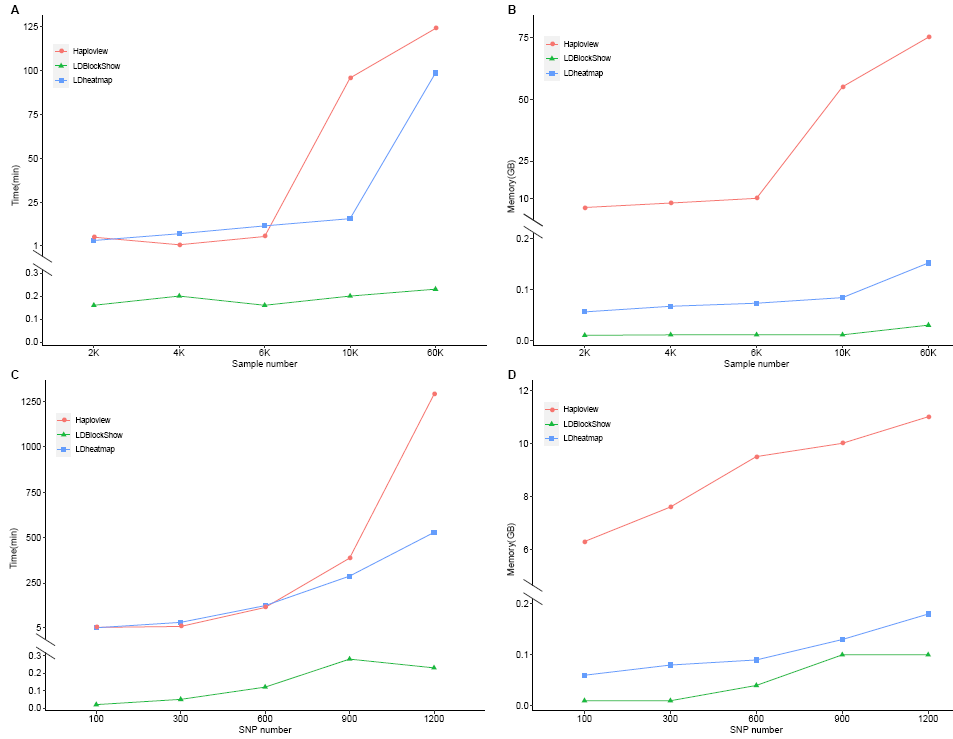 A
125
100
75
50
25
1
0.3
0.2
0.1
0.0
Time(min)
Haploview
LDBlockShow
LDheatmap
2K
4K
6K
10K
60K
Sample number
B
75
50
25
10
0.2
0.1
0.0
Memory(GB)
Haploview
LDBlockShow
LDheatmap
2K
4K
6K
10K
60K
Sample number
C
1250
1000
750
500
250
5
0.3
0.2
0.1
0.0
Time(min)
Haploview
LDBlockShow
LDheatmap
100
300
600
900
1200
SNP number
D
12
10
8
6
0.2
0.1
0.0
Memory(GB)
Haploview
LDBlockShow
LDheatmap
100
300
600
900
1200
SNP number